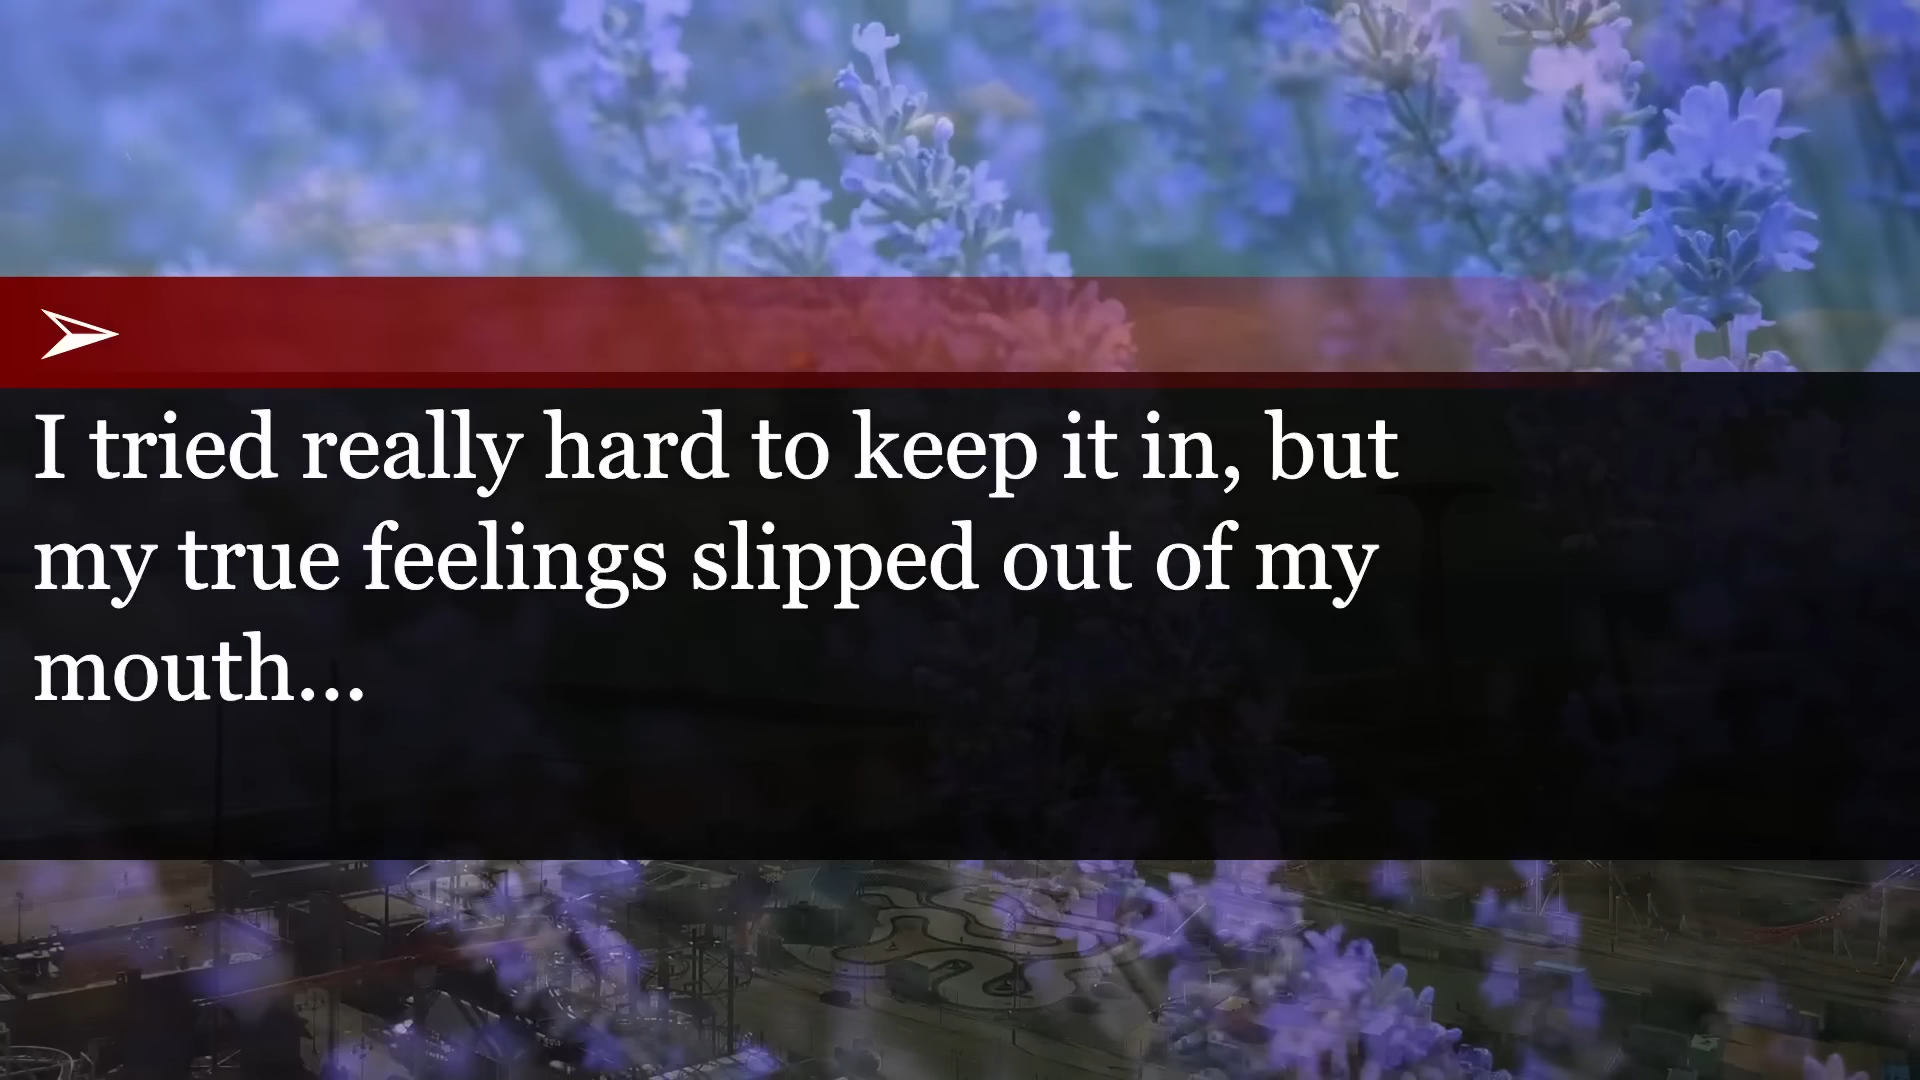 I tried really hard to keep it in, but
my true feelings slipped out of my
mouth...